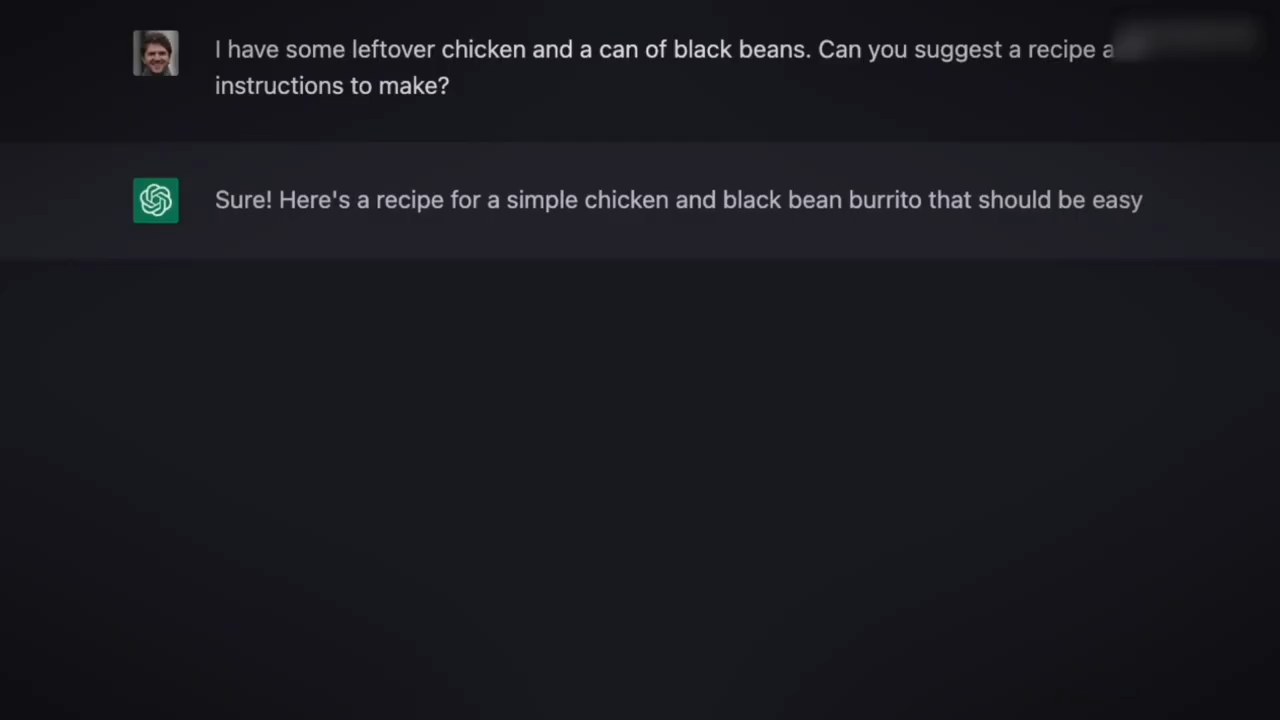 I have some leftover chicken and a can of black beans. Can you suggest a recipe
instructions to make?
Sure! Here's a recipe for a simple chicken and black bean burrito that should be easy